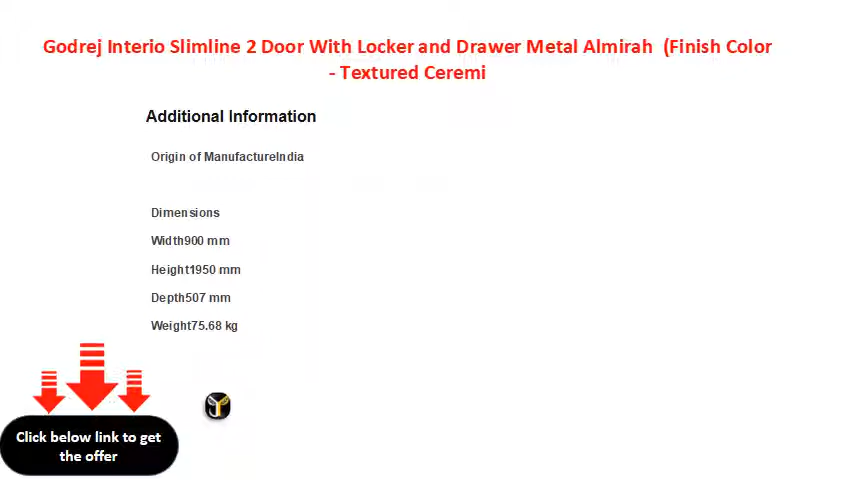 Godrej Interio Slimline 2 Door With Locker and Drawer Metal Almirah  (Finish Color
- Textured Ceremi
Additional Information
Origin of ManufactureIndia
Dimensions
Width900 mm
Height1950 mm
Depth507 mm
Weight75.68 kg
Click below link to get
the offer